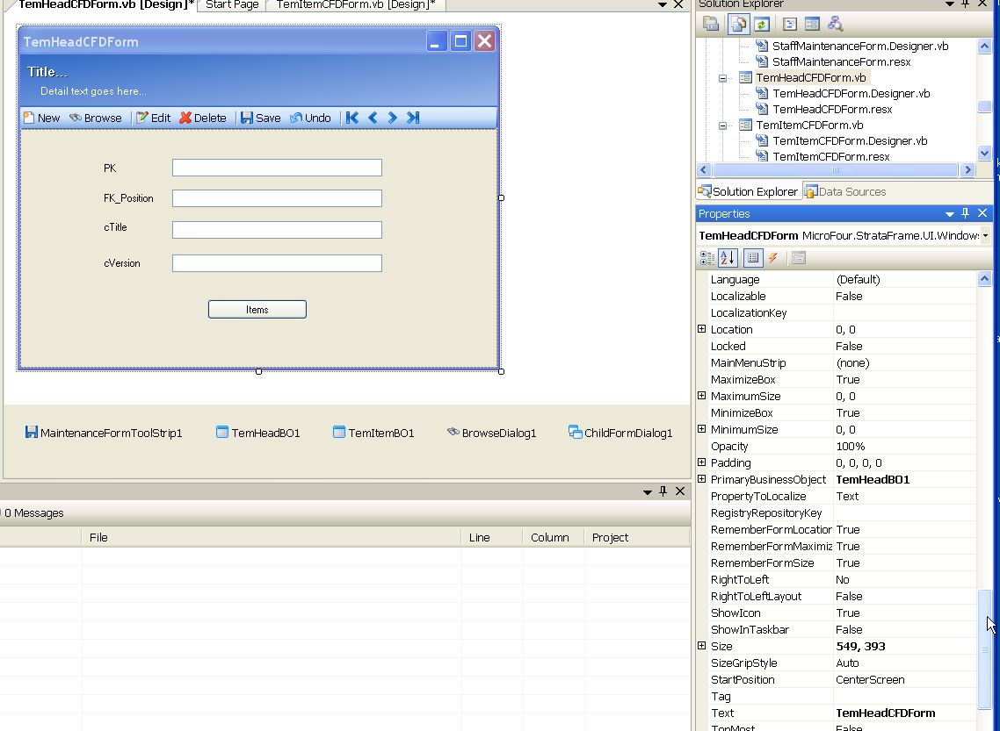 TemHeadCFDForm.vb [Design]* Start Page TemItemCFDForm.vb [Design]*
TemHeadCFDForm
Title...
Detail text goes here...
New Browse Edit Delete Save Undo
PK
FK_Position
cTitle
cVersion
Items
MaintenanceFormToolStrip1 TemHeadBO1 TemItemBO1 BrowseDialog1 ChildFormDialog1
0 Messages
File Line Column Project
Solution Explorer
StaffMaintenanceForm.Designer.vb
StaffMaintenanceForm.resx
TemHeadCFDForm.vb
TemHeadCFDForm.Designer.vb
TemHeadCFDForm.resx
TemItemCFDForm.vb
TemItemCFDForm.Designer.vb
TemItemCFDForm.resx
Solution Explorer Data Sources
Properties
TemHeadCFDForm MicroFour.StrataFrame.UI.Window
Language (Default)
Localizable False
LocalizationKey
Location 0, 0
Locked False
MainMenuStrip (none)
MaximizeBox True
MaximumSize 0, 0
MinimizeBox True
MinimumSize 0, 0
Opacity 100%
Padding 0, 0, 0, 0
PrimaryBusinessObject TemHeadBO1
PropertyToLocalize Text
RegistryRepositoryKey
RememberFormLocation True
RememberFormMaximiz True
RememberFormSize True
RightToLeft No
RightToLeftLayout False
ShowIcon True
ShowInTaskbar False
Size 549, 393
SizeGripStyle Auto
StartPosition CenterScreen
Tag
Text TemHeadCFDForm
TopMost False